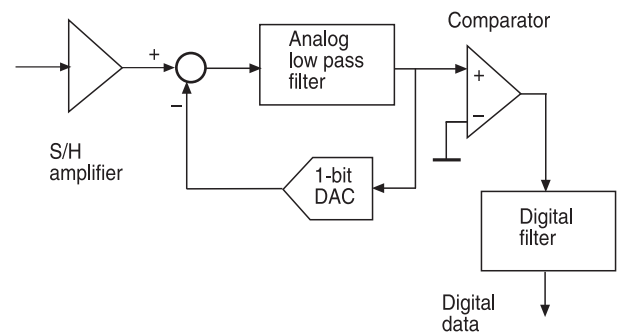 Comparator
Analog
low pass
filter
+
−
+
−
S/H
amplifier
1-bit
DAC
Digital
filter
Digital
data